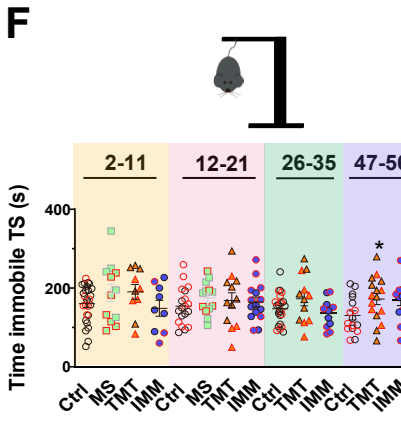 F
2-11 12-21 26-35 47-56
Time immobile TS (s)
400
200
0
*
Ctrl MS TMT IMM Ctrl MS TMT IMM Ctrl TMT IMM Ctrl TMT IMM